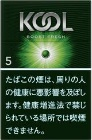 KOOL
BOOST FRESH
5
たばこの煙は、周りの人
の健康に悪影響を及ぼし
ます。健康増進法で禁じ
られている場所では喫煙
できません。